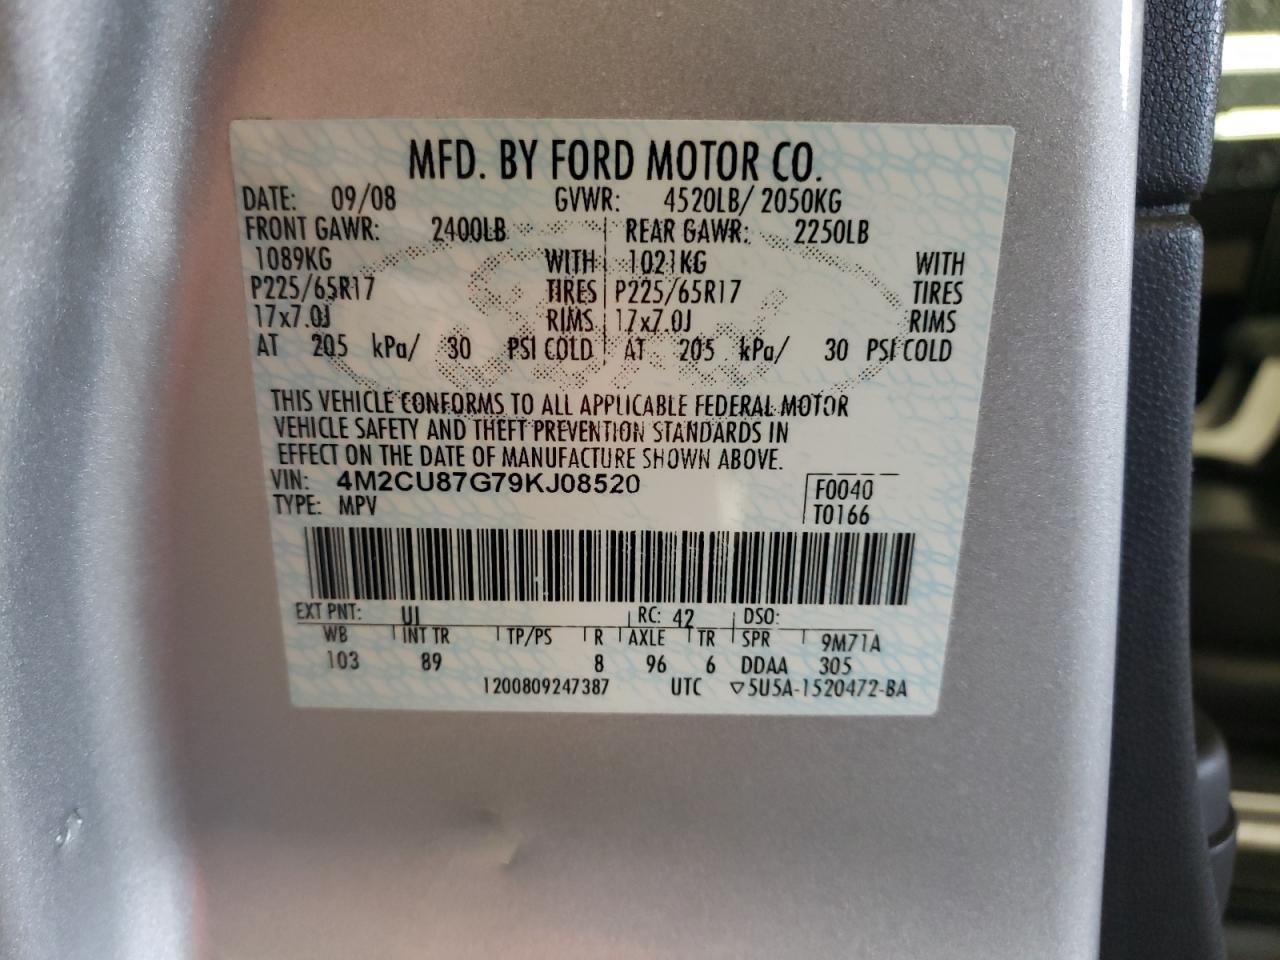 MFD. BY FORD MOTOR CO.
DATE: 09/08 GVWR: 4520LB/ 2050KG
FRONT GAWR: 2400LB REAR GAWR: 2250LB
1089KG WITH 1021KG WITH
P225/65R17 TIRES P225/65R17 TIRES
17x7.0J RIMS 17x7.0J RIMS
AT 205 kPa/ 30 PSI COLD AT 205 kPa/ 30 PSI COLD
THIS VEHICLE CONFORMS TO ALL APPLICABLE FEDERAL MOTOR
VEHICLE SAFETY AND THEFT PREVENTION STANDARDS IN
EFFECT ON THE DATE OF MANUFACTURE SHOWN ABOVE.
VIN: 4M2CU87G79KJ08520 F0040
TYPE: MPV T0166
EXT PNT: UI RC: 42 DSO:
WB INT TR TP/PS R AXLE TR SPR 9M71A
103 89 8 96 6 DDAA 305
1200809247387 UTC ▽5U5A-1520472-BA